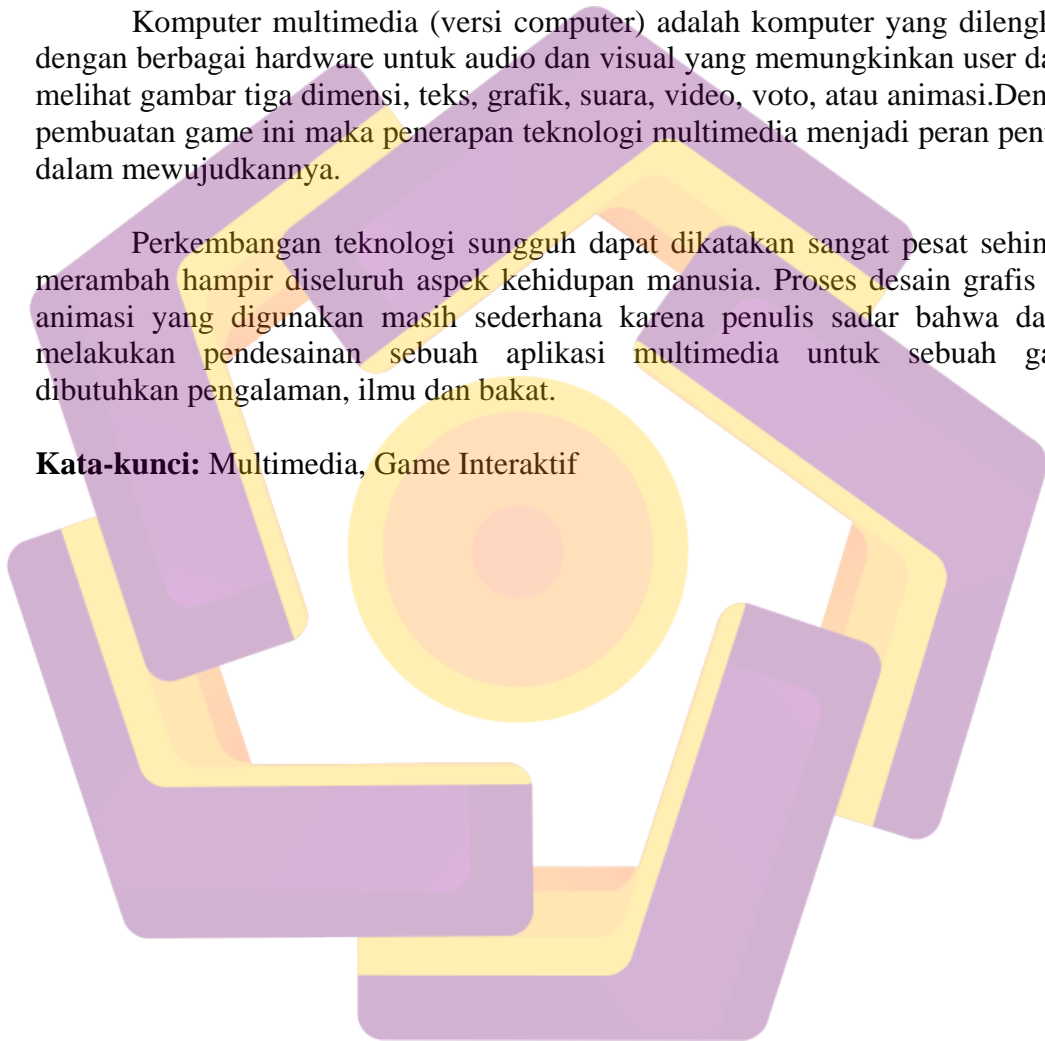 Komputer multimedia (versi computer) adalah komputer yang dilengk
dengan berbagai hardware untuk audio dan visual yang memungkinkan user da
melihat gambar tiga dimensi, teks, grafik, suara, video, voto, atau animasi.Den
pembuatan game ini maka penerapan teknologi multimedia menjadi peran pen
dalam mewujudkannya.
Perkembangan teknologi sungguh dapat dikatakan sangat pesat sehin
merambah hampir diseluruh aspek kehidupan manusia. Proses desain grafis
animasi yang digunakan masih sederhana karena penulis sadar bahwa da
melakukan pendesainan sebuah aplikasi multimedia untuk sebuah ga
dibutuhkan pengalaman, ilmu dan bakat.
Kata-kunci: Multimedia, Game Interaktif